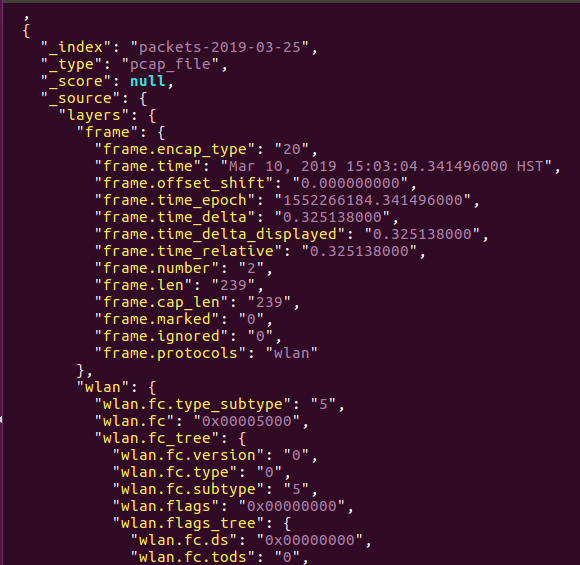 ,
{
"_index": "packets-2019-03-25",
"_type": "pcap_file",
"_score": null,
"_source": {
"layers": {
"frame": {
"frame.encap_type": "20",
"frame.time": "Mar 10, 2019 15:03:04.341496000 HST",
"frame.offset_shift": "0.000000000",
"frame.time_epoch": "1552266184.341496000",
"frame.time_delta": "0.325138000",
"frame.time_delta_displayed": "0.325138000",
"frame.time_relative": "0.325138000",
"frame.number": "2",
"frame.len": "239",
"frame.cap_len": "239",
"frame.marked": "0",
"frame.ignored": "0",
"frame.protocols": "wlan"
},
"wlan": {
"wlan.fc.type_subtype": "5",
"wlan.fc": "0x00005000",
"wlan.fc_tree": {
"wlan.fc.version": "0",
"wlan.fc.type": "0",
"wlan.fc.subtype": "5",
"wlan.flags": "0x00000000",
"wlan.flags_tree": {
"wlan.fc.ds": "0x00000000",
"wlan.fc.tods": "0",